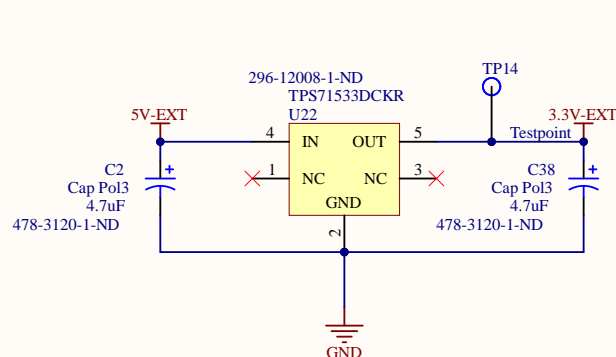 TP14
296-12008-1-ND
TPS71533DCKR
5V-EXT
U22
3.3V-EXT
4 IN OUT 5
Testpoint
C2
Cap Pol3
4.7uF
478-3120-1-ND
1 NC NC 3
C38
Cap Pol3
4.7uF
478-3120-1-ND
GND
2
GND